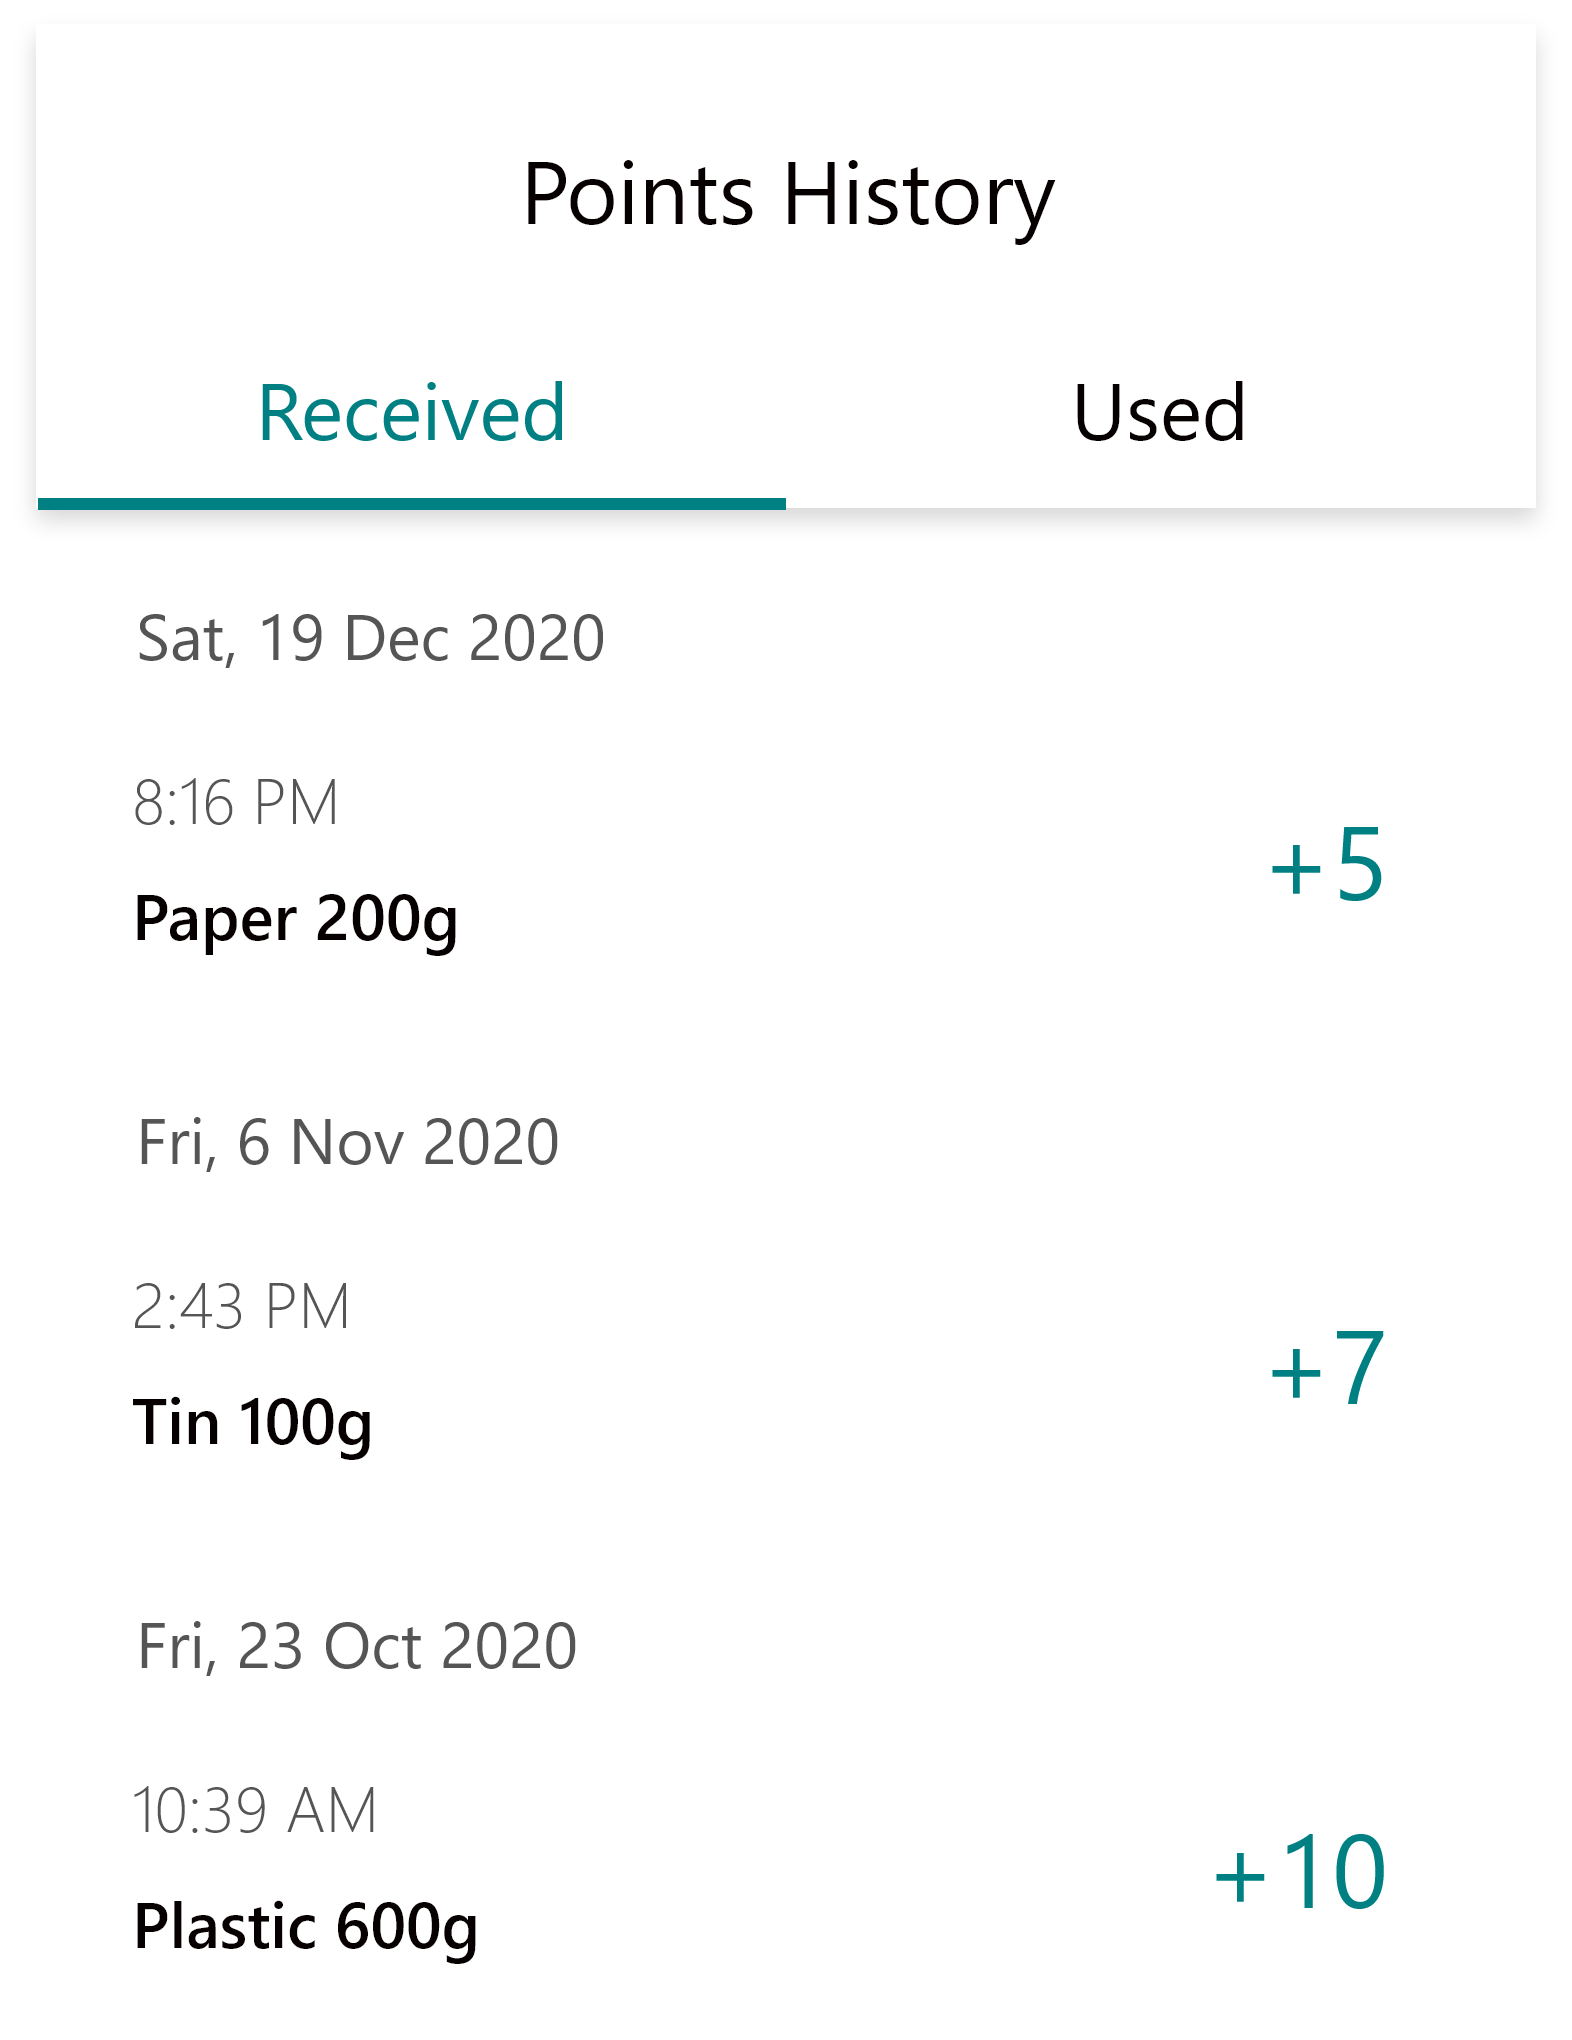 Points History
Received Used
Sat, 19 Dec 2020
8:16 PM
+5
Paper 200g
Fri, 6 Nov 2020
2:43 PM
+7
Tin 100g
Fri, 23 Oct 2020
10:39 AM
+10
Plastic 600g